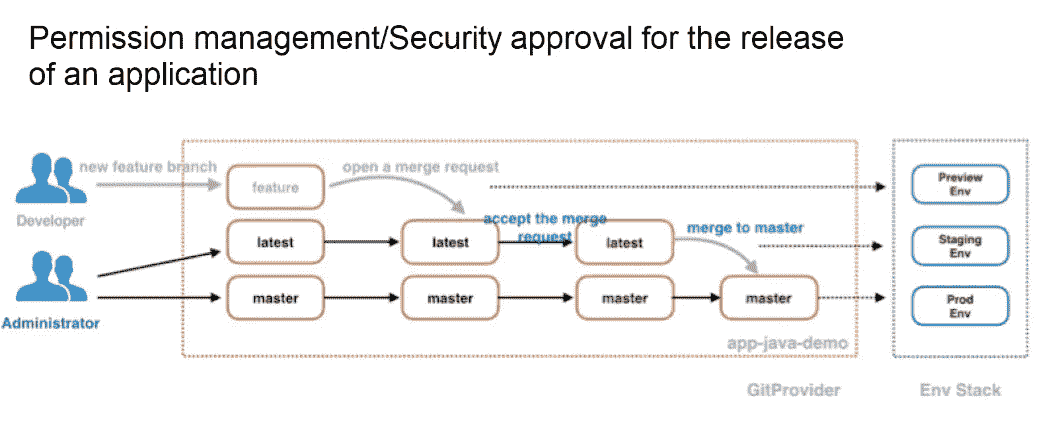 Permission management/Security approval for the release
of an application
new feature branch
open a merge request
feature
Developer
Preview
Env
accept the merge
request
merge to master
latest
latest
latest
Staging
Env
Administrator
master
master
master
master
Prod
Env
app-java-demo
GitProvider
Env Stack